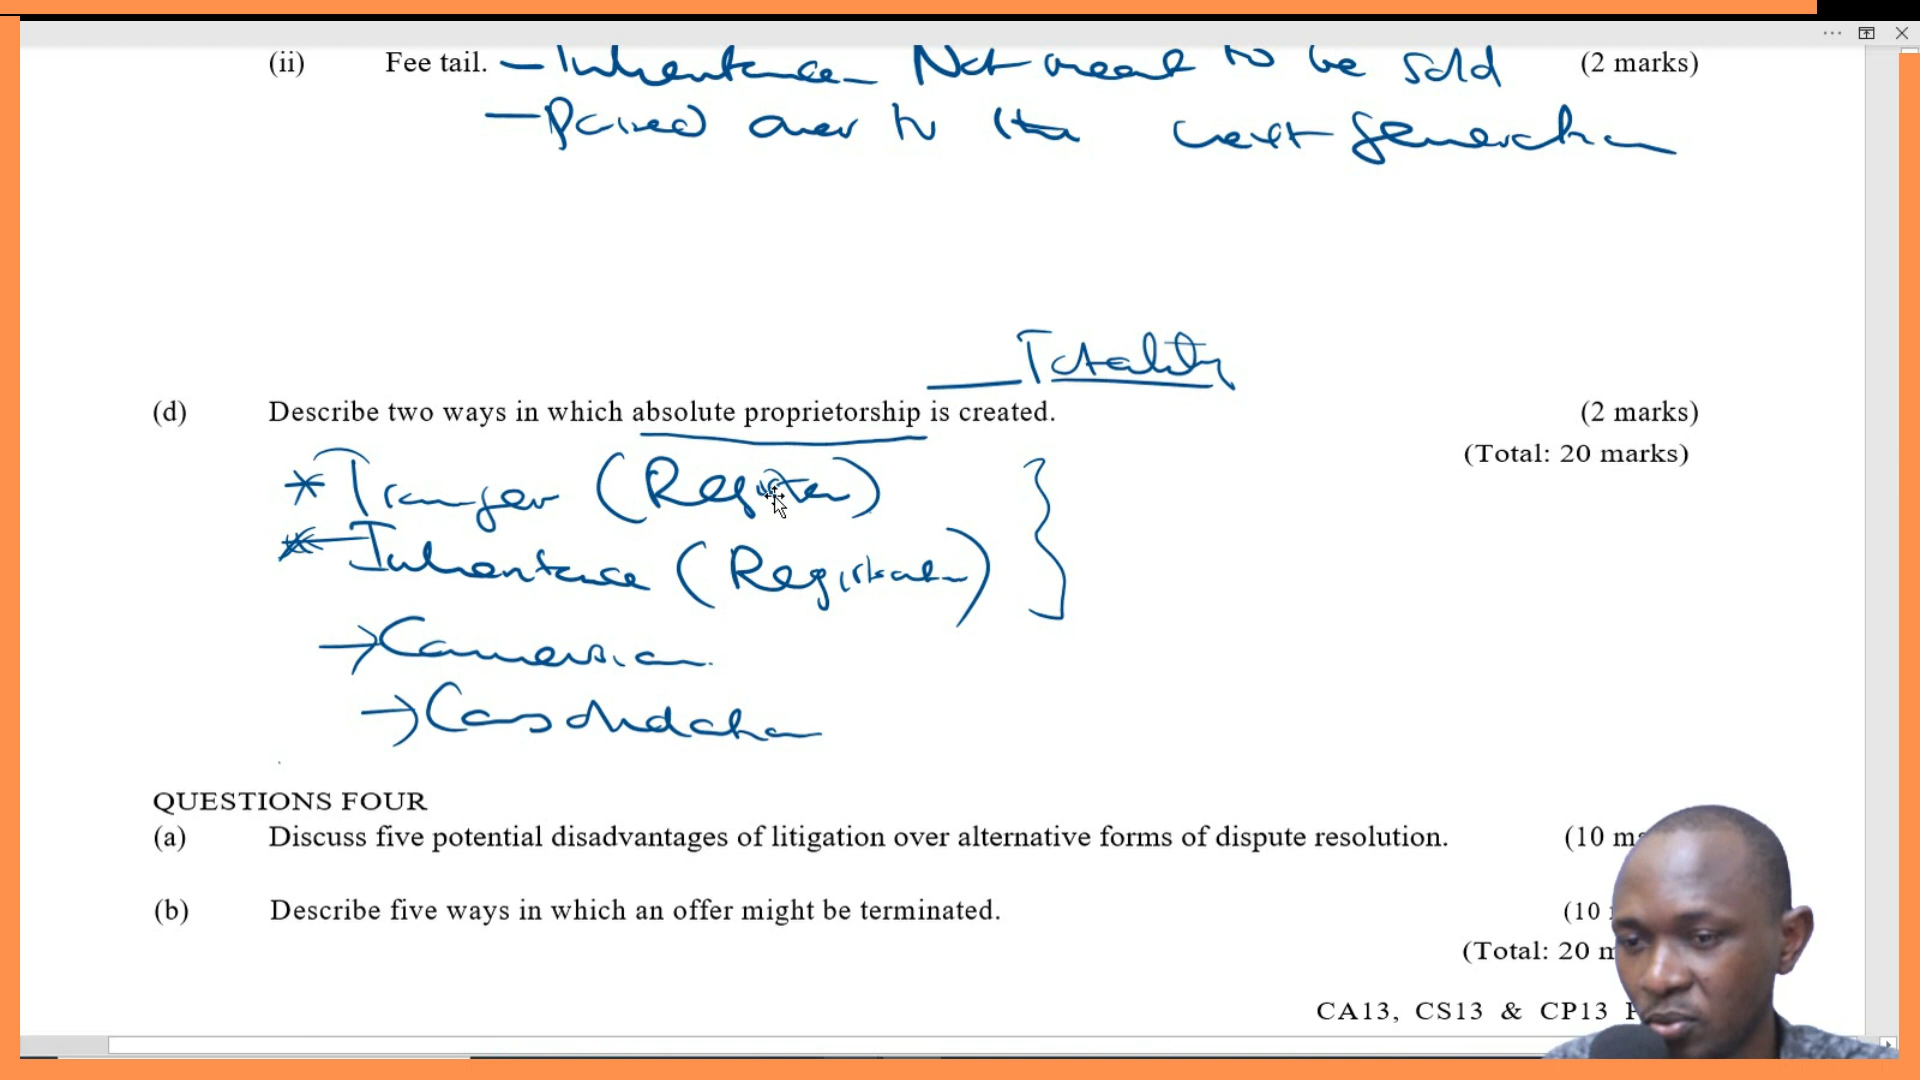 (ii) Fee tail. – Inheritance – Not meant to be sold (2 marks)
– Passed over to the next generation
Totality
(d) Describe two ways in which absolute proprietorship is created. (2 marks)
(Total: 20 marks)
* Transfer (Register)
* Inheritance (Registration)
→ Conversion
→ Consolidation
QUESTIONS FOUR
(a) Discuss five potential disadvantages of litigation over alternative forms of dispute resolution. (10 ma
(b) Describe five ways in which an offer might be terminated. (10
(Total: 20 m
CA13, CS13 & CP13 P